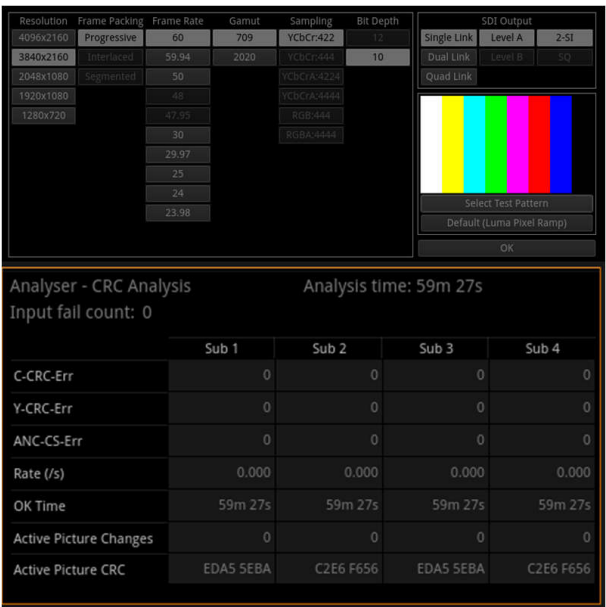 Resolution Frame Packing Frame Rate Gamut Sampling Bit Depth SDI Output
4096x2160 Progressive 60 709 YCbCr:422 12 Single Link Level A 2-SI
3840x2160 Interlaced 59.94 2020 YCbCr:444 10 Dual Link Level B SQ
2048x1080 Segmented 50 YCbCrA:4224 Quad Link
1920x1080 48 YCbCrA:4444
1280x720 47.95 RGB:444
30 RGBA:4444
29.97
25
24 Select Test Pattern
23.98 Default (Luma Pixel Ramp)
OK
Analyser - CRC Analysis Analysis time: 59m 27s
Input fail count: 0
Sub 1 Sub 2 Sub 3 Sub 4
C-CRC-Err 0 0 0 0
Y-CRC-Err 0 0 0 0
ANC-CS-Err 0 0 0 0
Rate (/s) 0.000 0.000 0.000 0.000
OK Time 59m 27s 59m 27s 59m 27s 59m 27s
Active Picture Changes 0 0 0 0
Active Picture CRC EDA5 5EBA C2E6 F656 EDA5 5EBA C2E6 F656